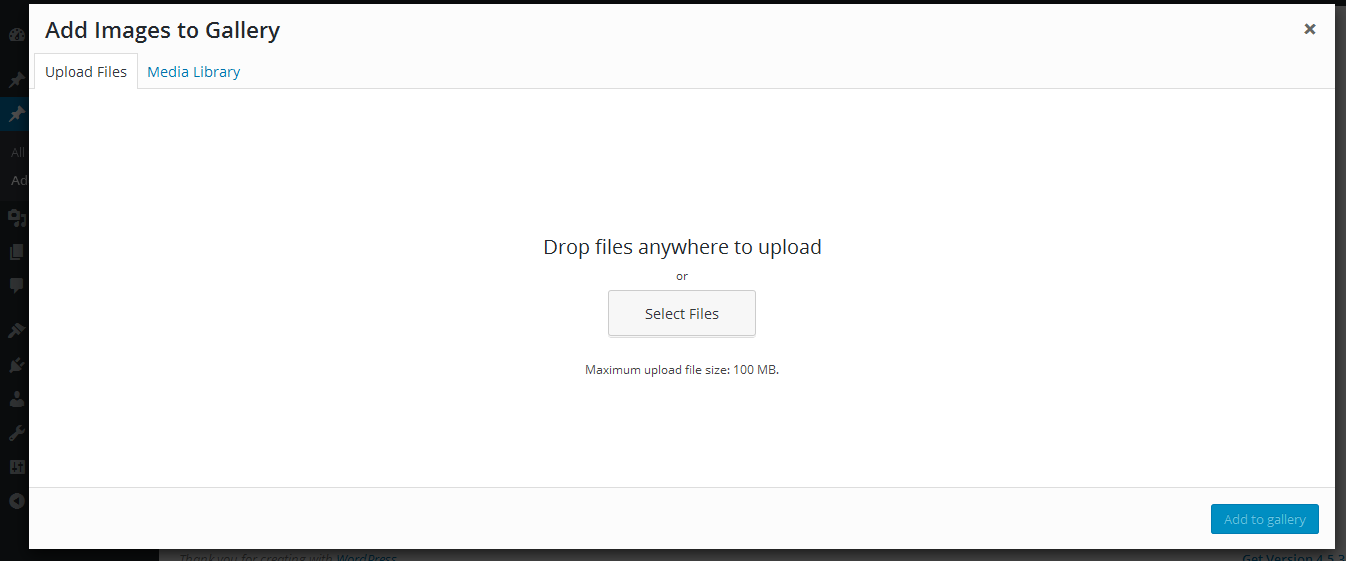 Add Images to Gallery
×
Upload Files Media Library
All
Ad
Drop files anywhere to upload
or
Select Files
Maximum upload file size: 100 MB.
Add to gallery
Thank you for creating with WordPress
Get Version 4.5.3